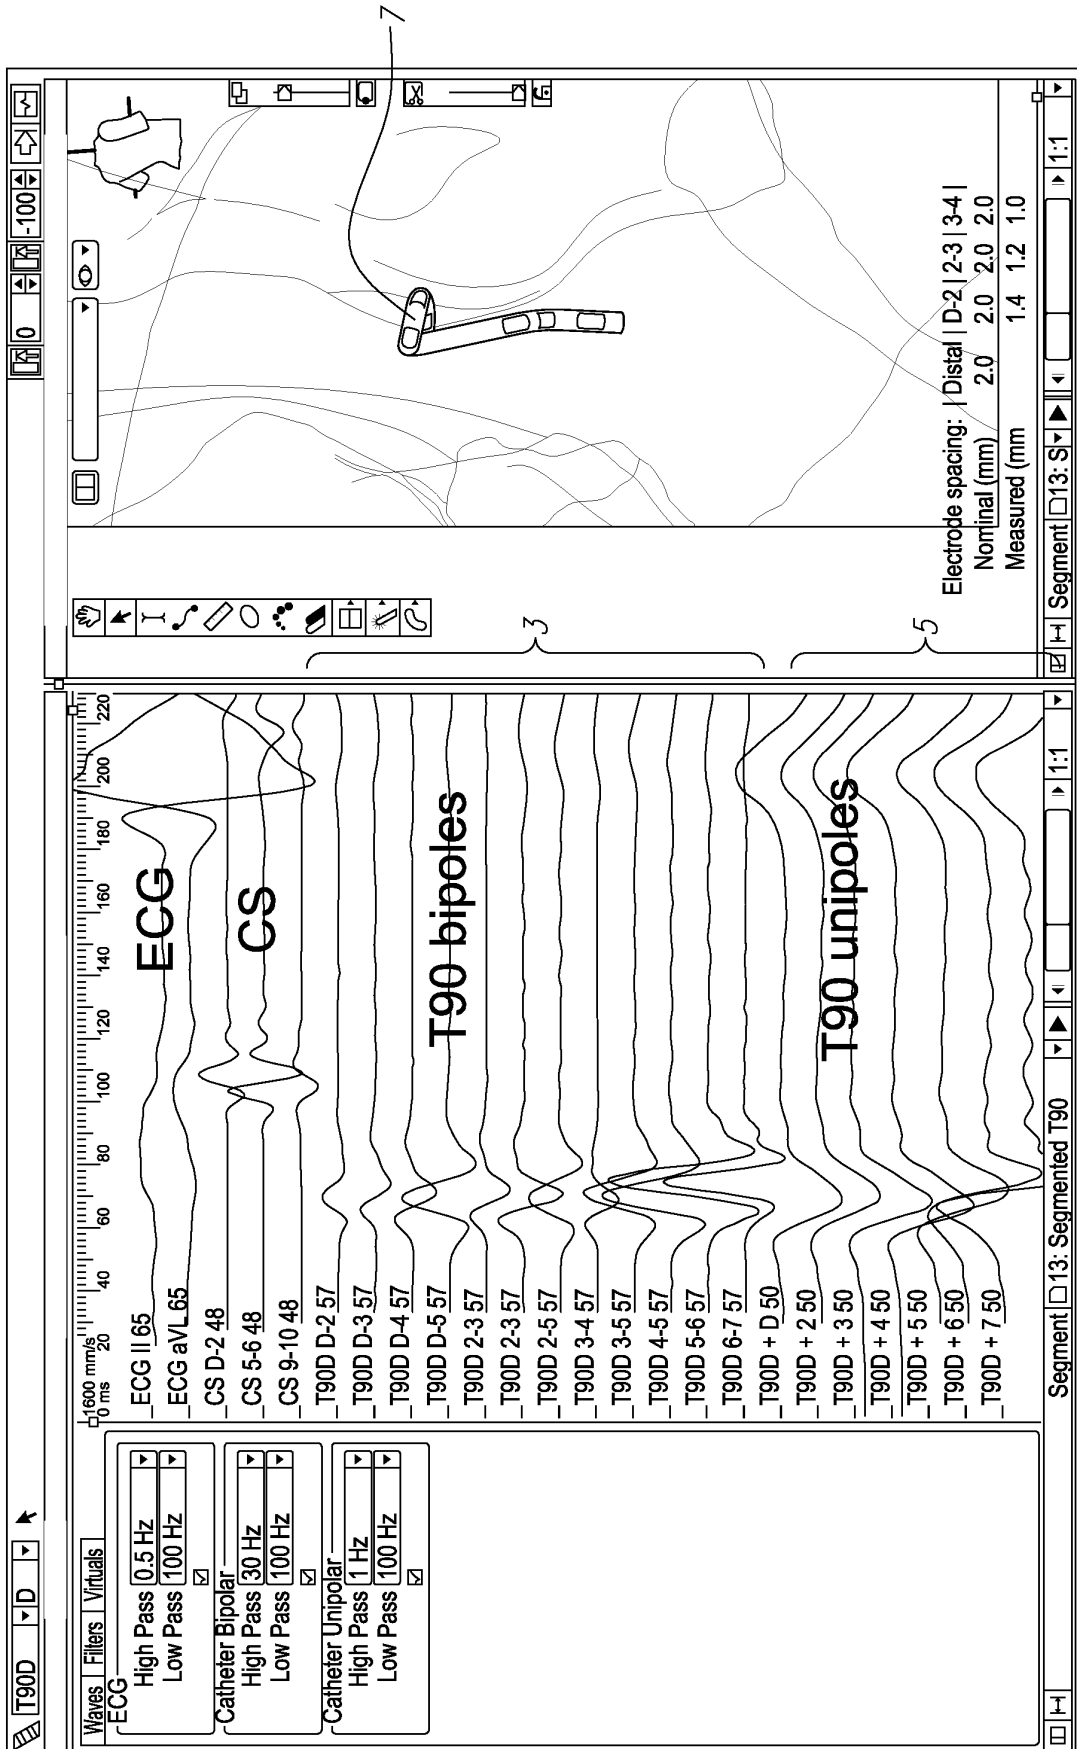 T90D D
0 -100
Waves Filters Virtuals
ECG
High Pass 0.5 Hz
Low Pass 100 Hz
Catheter Bipolar
High Pass 30 Hz
Low Pass 100 Hz
Catheter Unipolar
High Pass 1 Hz
Low Pass 100 Hz
1600 mm/s
0 ms 20 40 60 80 100 120 140 160 180 200 220
ECG II 65
ECG aVL 65
CS D-2 48
CS 5-6 48
CS 9-10 48
T90D D-2 57
T90D D-3 57
T90D D-4 57
T90D D-5 57
T90D 2-3 57
T90D 2-3 57
T90D 2-5 57
T90D 3-4 57
T90D 3-5 57
T90D 4-5 57
T90D 5-6 57
T90D 6-7 57
T90D + D 50
T90D + 2 50
T90D + 3 50
T90D + 4 50
T90D + 5 50
T90D + 6 50
T90D + 7 50
ECG
CS
T90 bipoles
T90 unipoles
3
5
7
Electrode spacing: | Distal | D-2 | 2-3 | 3-4 |
Nominal (mm) 2.0 2.0 2.0 2.0
Measured (mm 1.4 1.2 1.0
Segment 13: Segmented T90 1:1
Segment 13: S 1:1